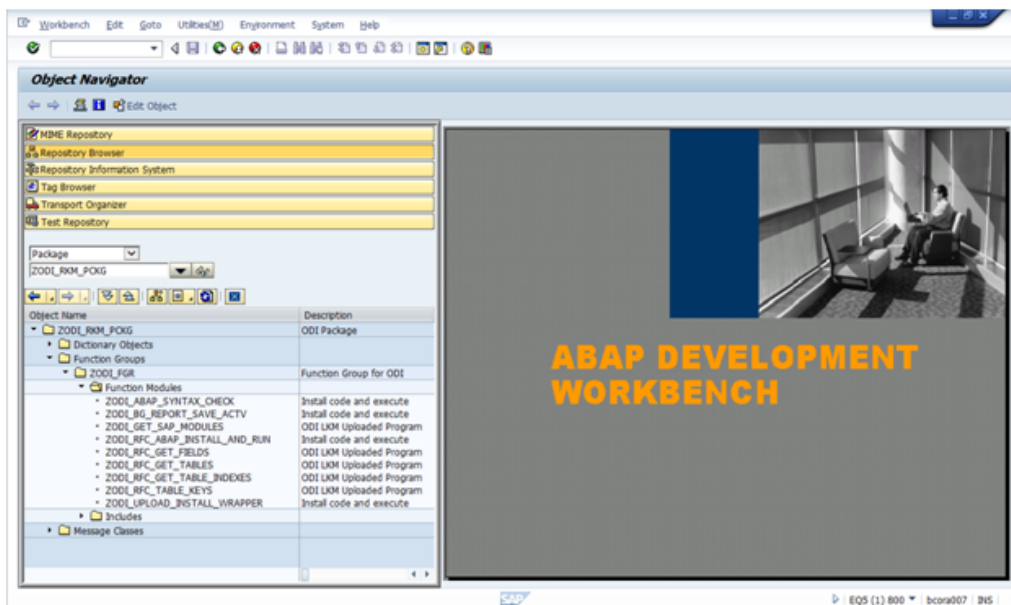 Workbench Edit Goto Utilities(M) Environment System Help
Object Navigator
Edit Object
MIME Repository
Repository Browser
Repository Information System
Tag Browser
Transport Organizer
Test Repository
Package
ZODI_RKM_PCKG
Object Name Description
ZODI_RKM_PCKG ODI Package
Dictionary Objects
Function Groups
ZODI_FGR Function Group for ODI
Function Modules
ZODI_ABAP_SYNTAX_CHECK Install code and execute
ZODI_BG_REPORT_SAVE_ACTV Install code and execute
ZODI_GET_SAP_MODULES ODI LKM Uploaded Program
ZODI_RFC_ABAP_INSTALL_AND_RUN Install code and execute
ZODI_RFC_GET_FIELDS ODI LKM Uploaded Program
ZODI_RFC_GET_TABLES ODI LKM Uploaded Program
ZODI_RFC_GET_TABLE_INDEXES ODI LKM Uploaded Program
ZODI_RFC_TABLE_KEYS ODI LKM Uploaded Program
ZODI_UPLOAD_INSTALL_WRAPPER Install code and execute
Includes
Message Classes
ABAP DEVELOPMENT
WORKBENCH
SAP
EQ5 (1) 800 bcora007 INS